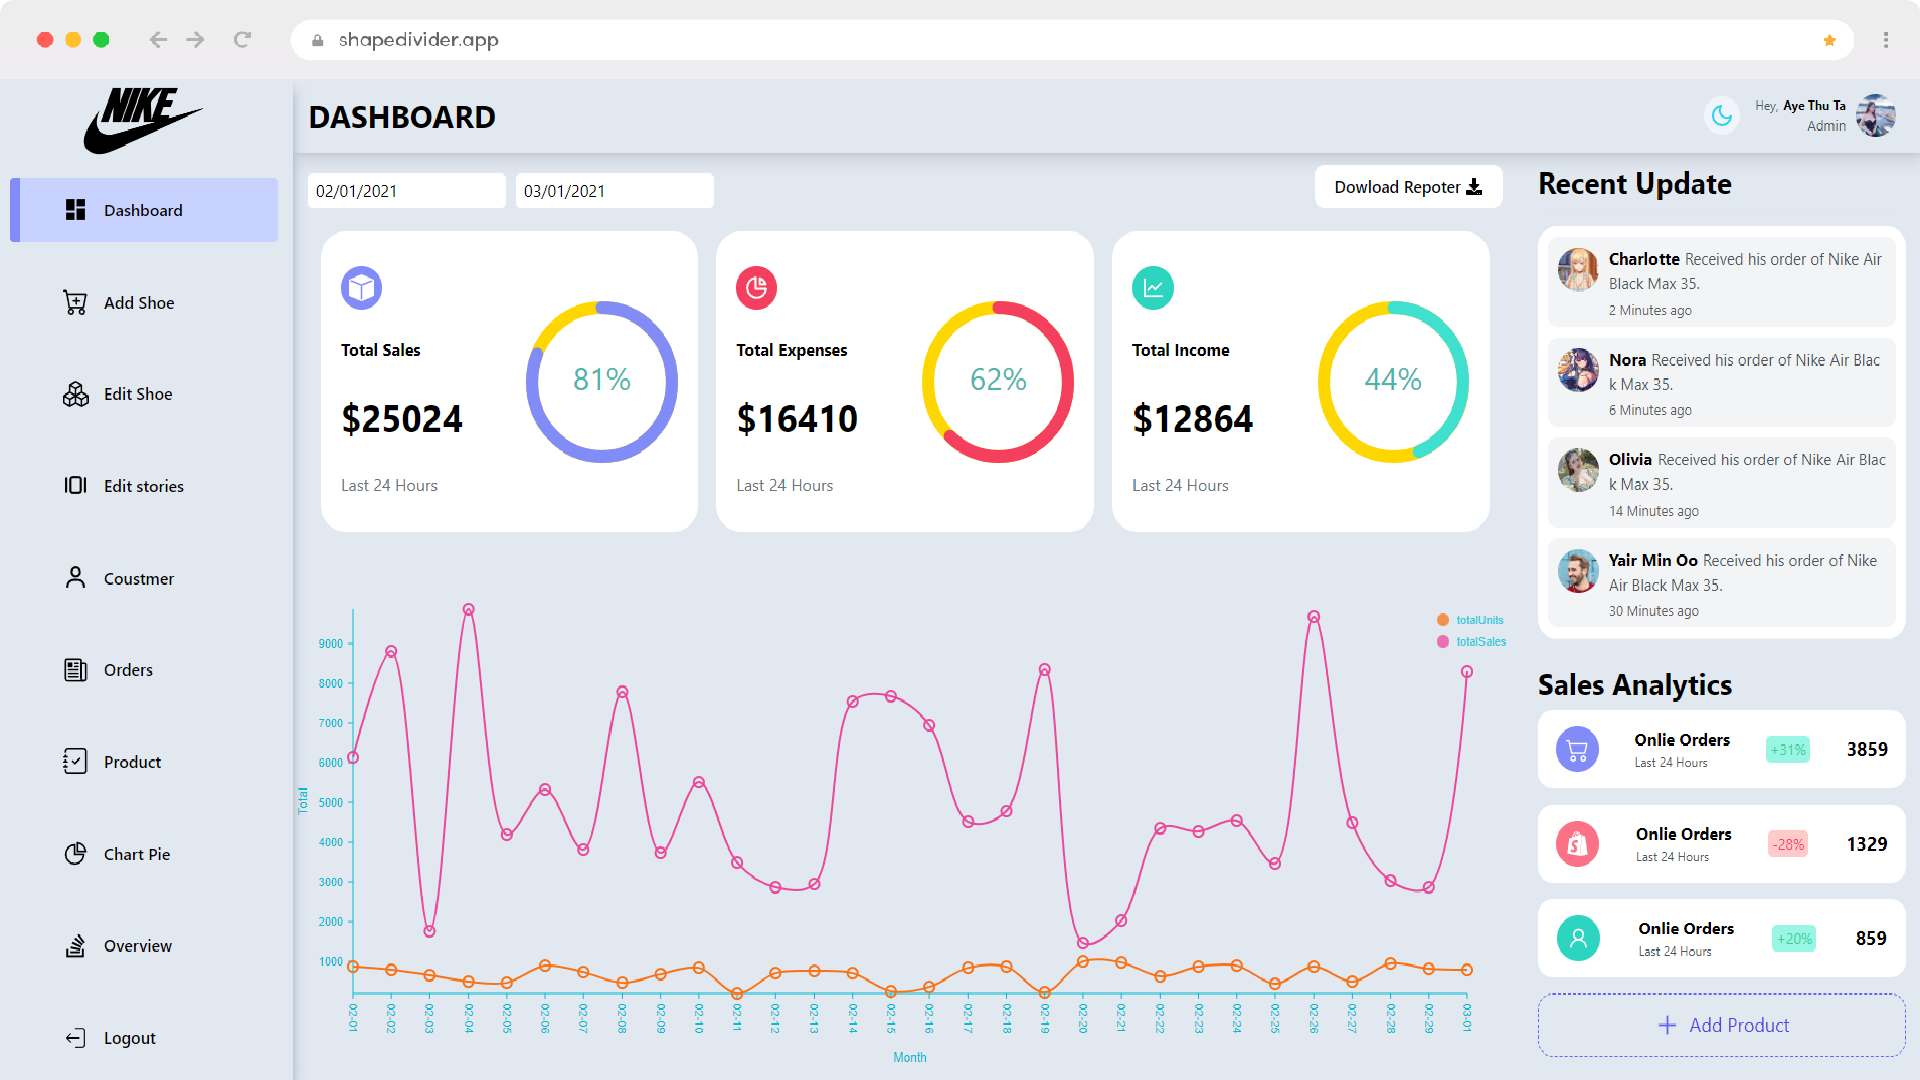 shapedivider.app
NIKE
DASHBOARD
Hey, Aye Thu Ta
Admin
Dashboard
Add Shoe
Edit Shoe
Edit stories
Coustmer
Orders
Product
Chart Pie
Overview
Logout
02/01/2021
03/01/2021
Dowload Repoter
Total Sales
$25024
Last 24 Hours
81%
Total Expenses
$16410
Last 24 Hours
62%
Total Income
$12864
Last 24 Hours
44%
totalUnits
totalSales
Total
9000
8000
7000
6000
5000
4000
3000
2000
1000
02-01
02-02
02-03
02-04
02-05
02-06
02-07
02-08
02-09
02-10
02-11
02-12
02-13
02-14
02-15
02-16
02-17
02-18
02-19
02-20
02-21
02-22
02-23
02-24
02-25
02-26
02-27
02-28
02-29
03-01
Month
Recent Update
Charlotte Received his order of Nike Air
Black Max 35.
2 Minutes ago
Nora Received his order of Nike Air Blac
k Max 35.
6 Minutes ago
Olivia Received his order of Nike Air Blac
k Max 35.
14 Minutes ago
Yair Min Oo Received his order of Nike
Air Black Max 35.
30 Minutes ago
Sales Analytics
Onlie Orders
Last 24 Hours
+31%
3859
Onlie Orders
Last 24 Hours
-28%
1329
Onlie Orders
Last 24 Hours
+20%
859
Add Product